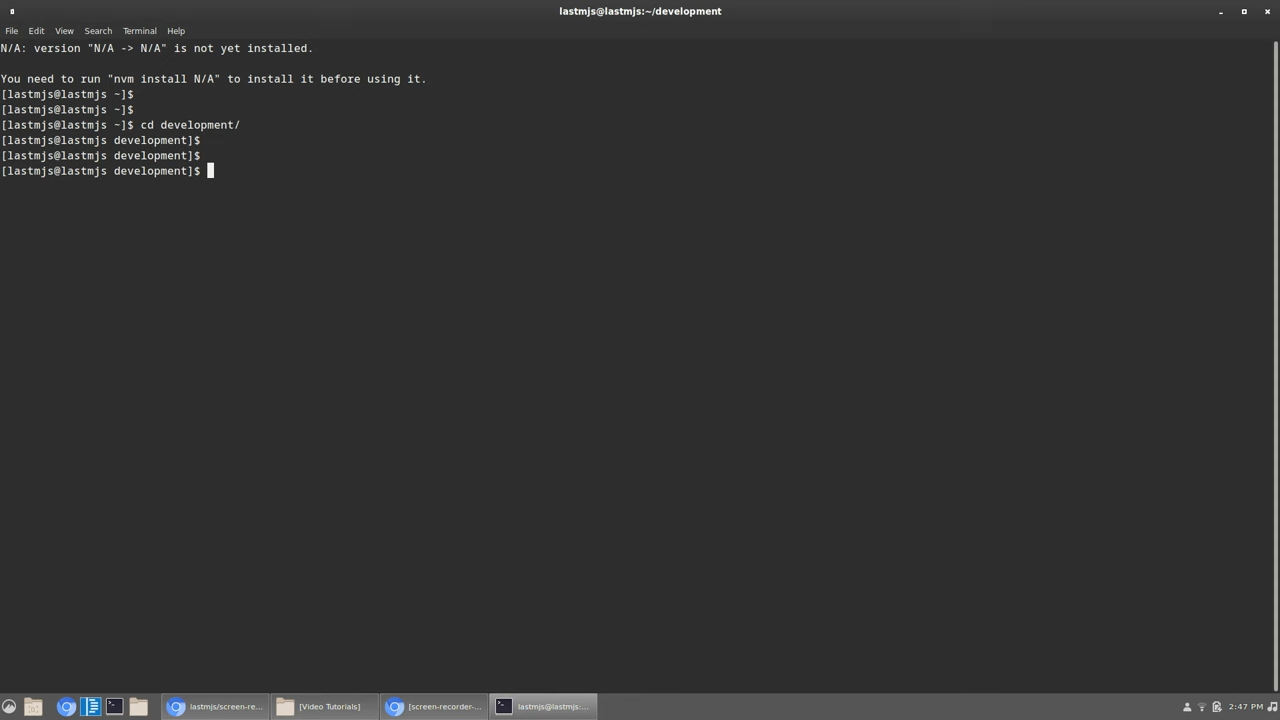 lastmjs@lastmjs:~/development
File Edit View Search Terminal Help
N/A: version "N/A -> N/A" is not yet installed.
You need to run "nvm install N/A" to install it before using it.
[lastmjs@lastmjs ~]$
[lastmjs@lastmjs ~]$
[lastmjs@lastmjs ~]$ cd development/
[lastmjs@lastmjs development]$
[lastmjs@lastmjs development]$
[lastmjs@lastmjs development]$
lastmjs/screen-re... [Video Tutorials] [screen-recorder-... lastmjs@lastmjs:... 2:47 PM